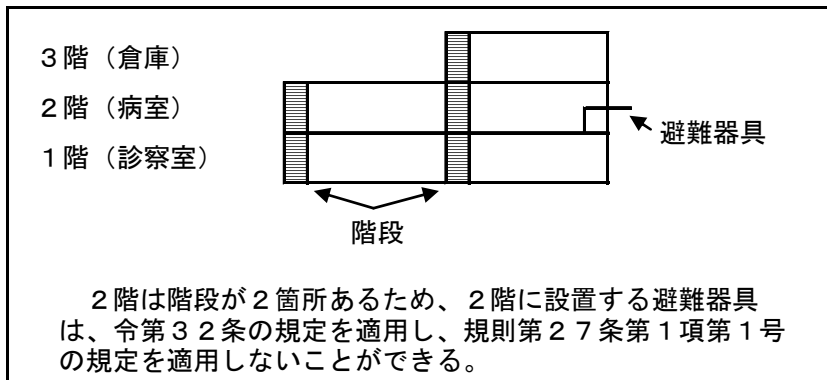 ３階（倉庫）
２階（病室）
１階（診察室）
避難器具
階段
２階は階段が２箇所あるため、２階に設置する避難器具
は、令第３２条の規定を適用し、規則第２７条第１項第１号
の規定を適用しないことができる。